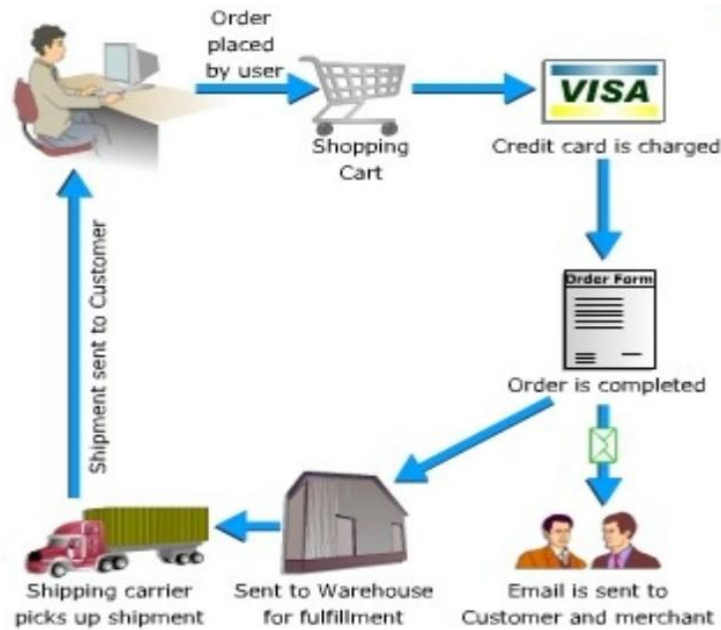 Order
placed
by user
Shopping
Cart
VISA
Credit card is charged
Order Form
Order is completed
Shipment sent to Customer
Shipping carrier
picks up shipment
Sent to Warehouse
for fulfillment
Email is sent to
Customer and merchant